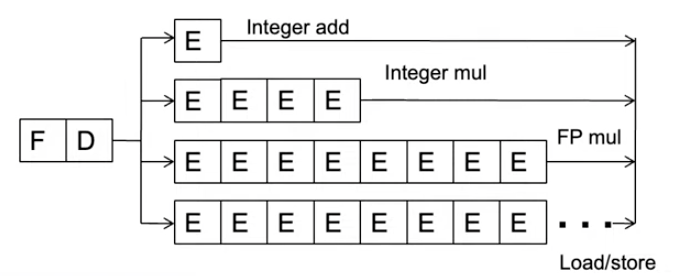 E Integer add
E E E E Integer mul
F D
E E E E E E E E FP mul
E E E E E E E E . . .
Load/store